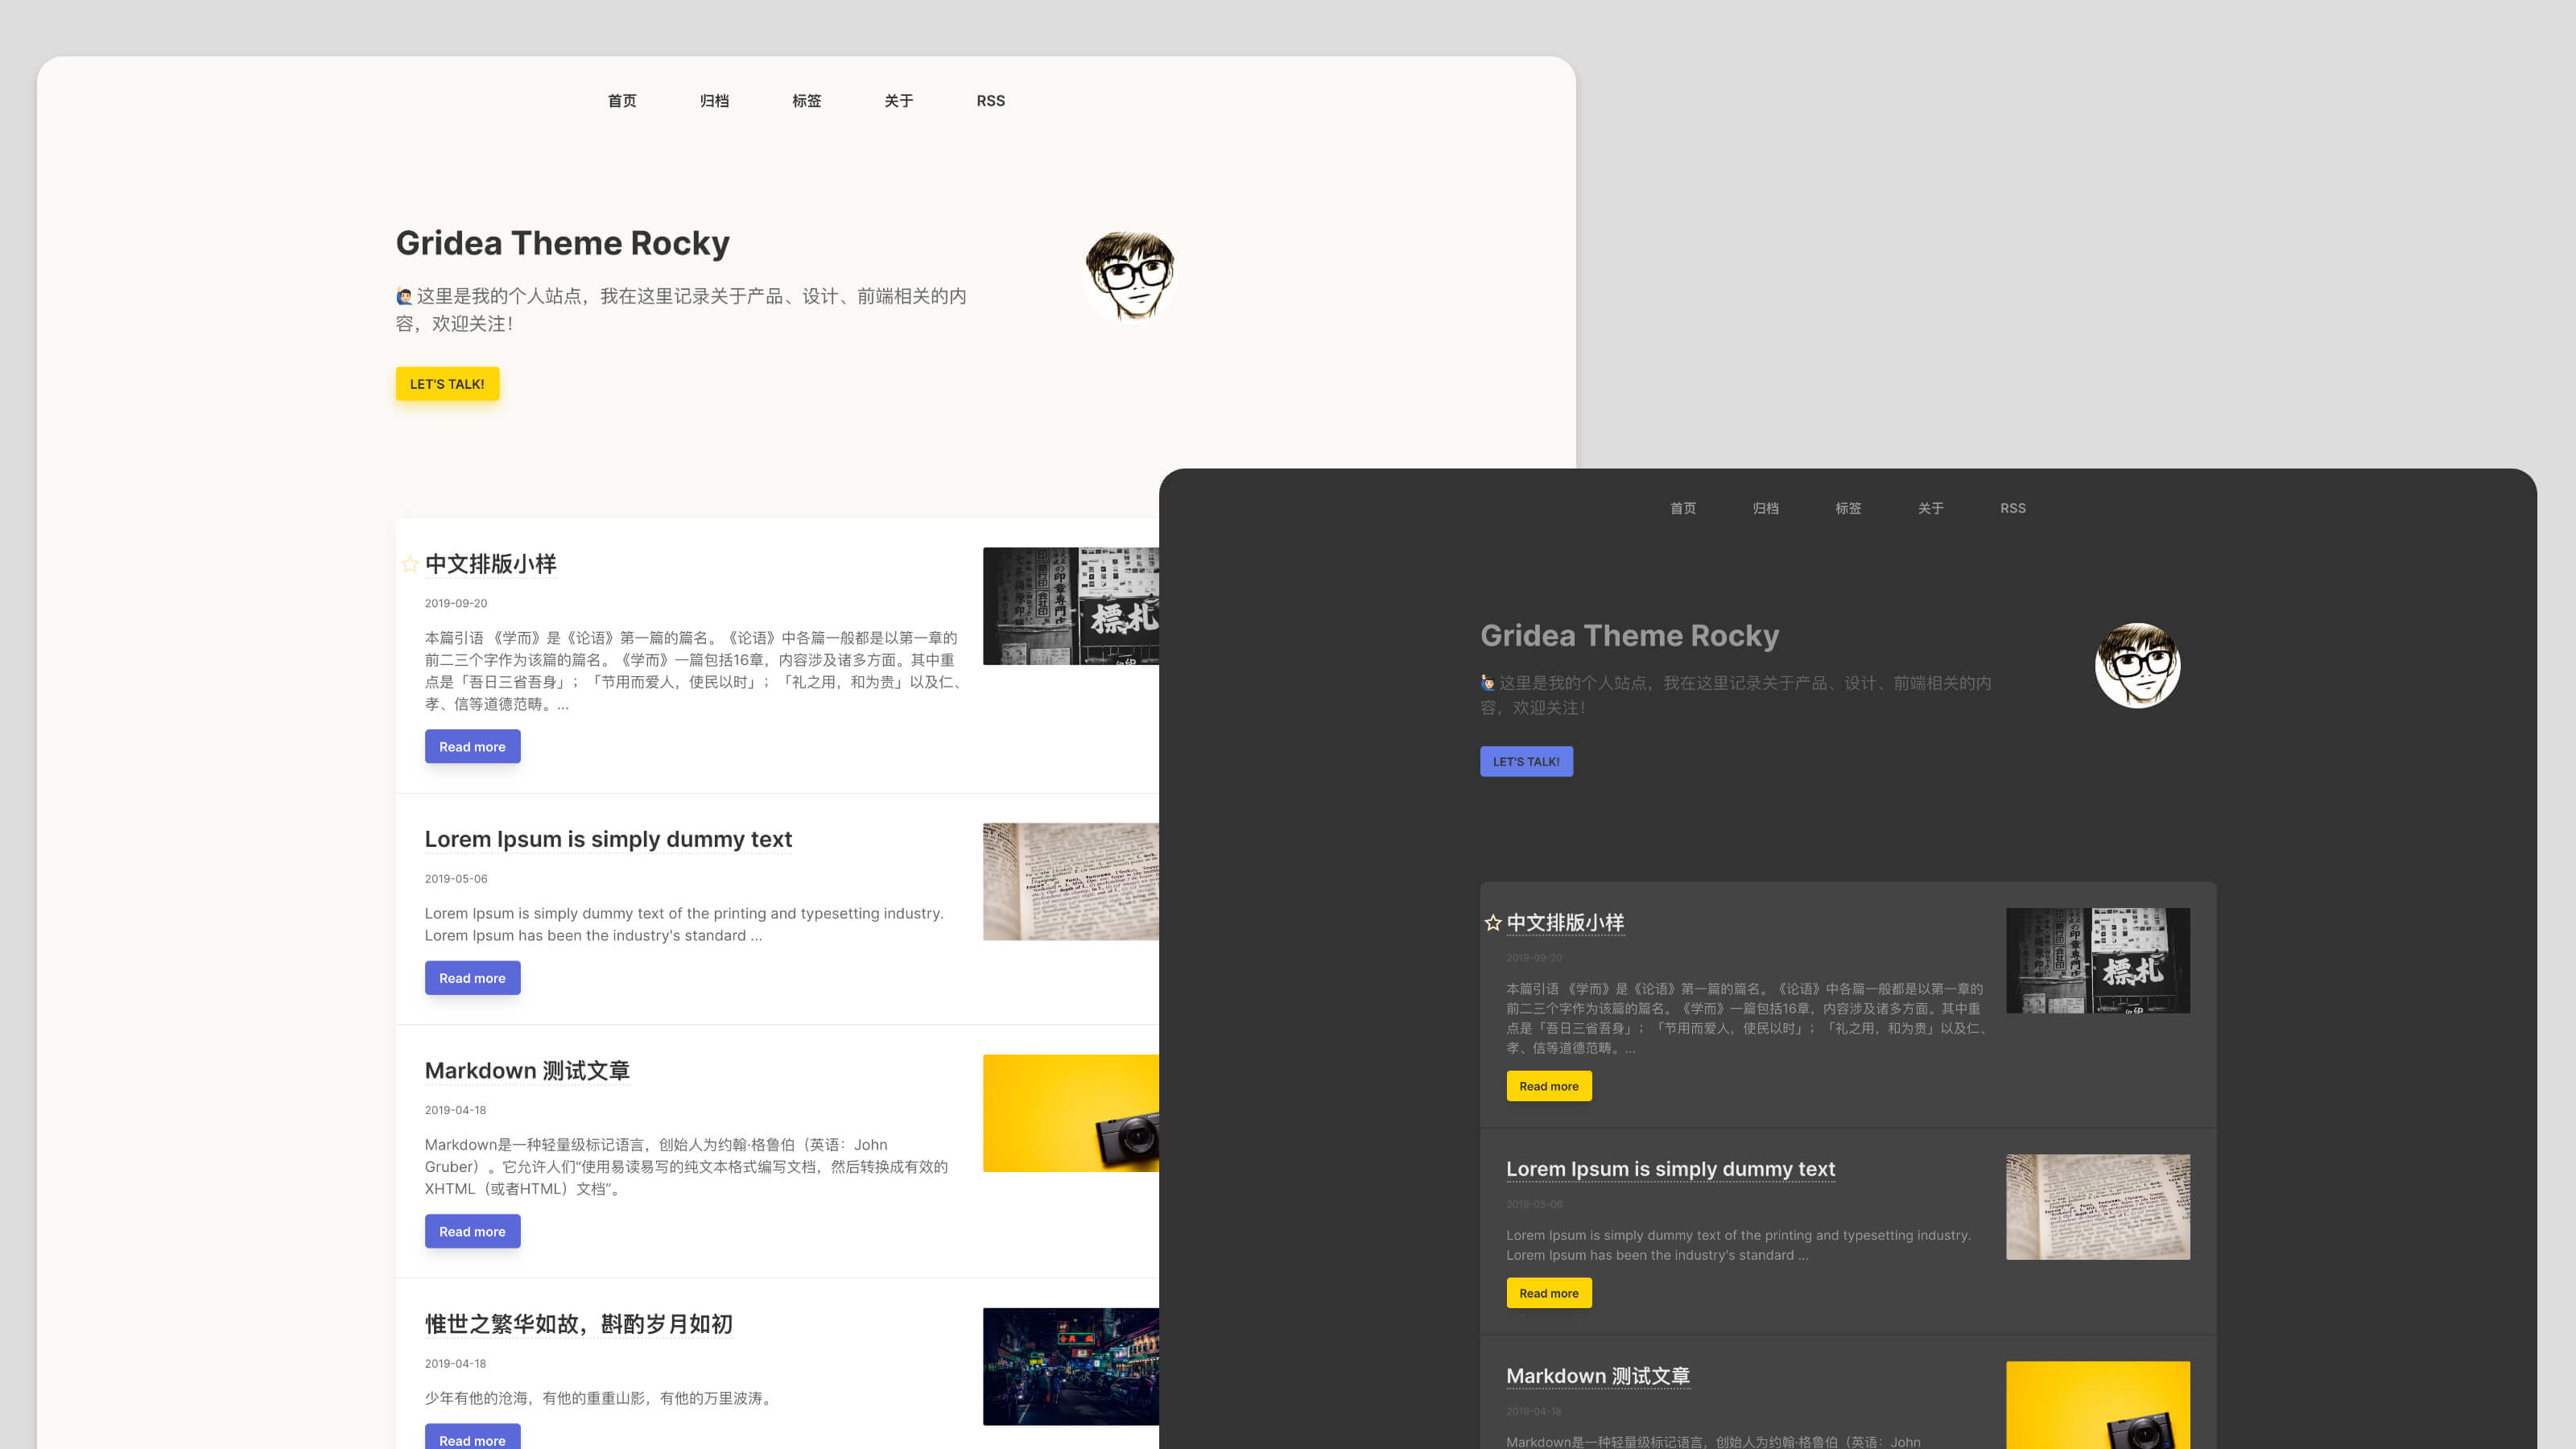 首页 归档 标签 关于 RSS
Gridea Theme Rocky
🙋🏻‍♂️这里是我的个人站点，我在这里记录关于产品、设计、前端相关的内
容，欢迎关注！
LET'S TALK!
中文排版小样
2019-09-20
本篇引语 《学而》是《论语》第一篇的篇名。《论语》中各篇一般都是以第一章的
前二三个字作为该篇的篇名。《学而》一篇包括16章，内容涉及诸多方面。其中重
点是「吾日三省吾身」；「节用而爱人，使民以时」；「礼之用，和为贵」以及仁、
孝、信等道德范畴。...
Read more
標札
Lorem Ipsum is simply dummy text
2019-05-06
Lorem Ipsum is simply dummy text of the printing and typesetting industry.
Lorem Ipsum has been the industry's standard ...
Read more
Markdown 测试文章
2019-04-18
Markdown是一种轻量级标记语言，创始人为约翰·格鲁伯（英语：John
Gruber）。它允许人们“使用易读易写的纯文本格式编写文档，然后转换成有效的
XHTML（或者HTML）文档”。
Read more
惟世之繁华如故，斟酌岁月如初
2019-04-18
少年有他的沧海，有他的重重山影，有他的万里波涛。
Read more
首页 归档 标签 关于 RSS
Gridea Theme Rocky
🙋🏻‍♂️这里是我的个人站点，我在这里记录关于产品、设计、前端相关的内
容，欢迎关注！
LET'S TALK!
中文排版小样
2019-09-20
本篇引语 《学而》是《论语》第一篇的篇名。《论语》中各篇一般都是以第一章的
前二三个字作为该篇的篇名。《学而》一篇包括16章，内容涉及诸多方面。其中重
点是「吾日三省吾身」；「节用而爱人，使民以时」；「礼之用，和为贵」以及仁、
孝、信等道德范畴。...
Read more
標札
Lorem Ipsum is simply dummy text
2019-05-06
Lorem Ipsum is simply dummy text of the printing and typesetting industry.
Lorem Ipsum has been the industry's standard ...
Read more
Markdown 测试文章
2019-04-18
Markdown是一种轻量级标记语言，创始人为约翰·格鲁伯（英语：John